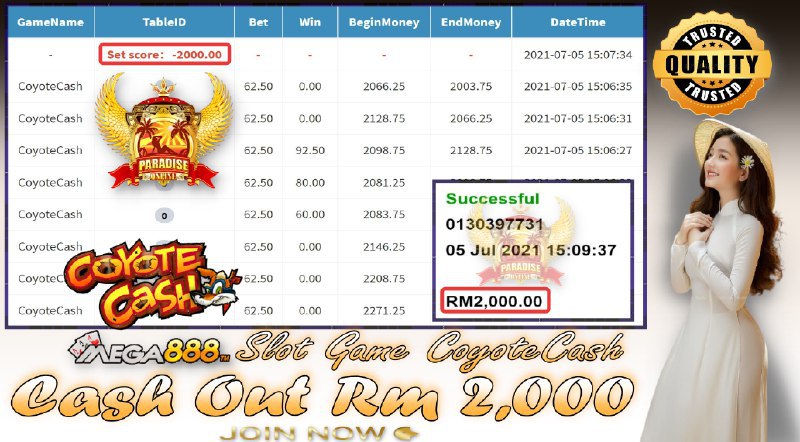 GameName TableID Bet Win BeginMoney EndMoney DateTime
- Set score: -2000.00 - - - - 2021-07-05 15:07:34
CoyoteCash 62.50 0.00 2066.25 2003.75 2021-07-05 15:06:35
CoyoteCash 62.50 0.00 2128.75 2066.25 2021-07-05 15:06:31
CoyoteCash 62.50 92.50 2098.75 2128.75 2021-07-05 15:06:27
CoyoteCash 62.50 80.00 2081.25
CoyoteCash 0 62.50 60.00 2083.75
CoyoteCash 62.50 0.00 2146.25
CoyoteCash 62.50 0.00 2208.75
CoyoteCash 62.50 0.00 2271.25
PARADISE
ONLINE
COYOTE
CASH
Successful
0130397731
05 Jul 2021 15:09:37
PARADISE
RM2,000.00
TRUSTED
QUALITY
TRUSTED
MEGA888™ Slot Game CoyoteCash
Cash Out Rm 2,000
JOIN NOW